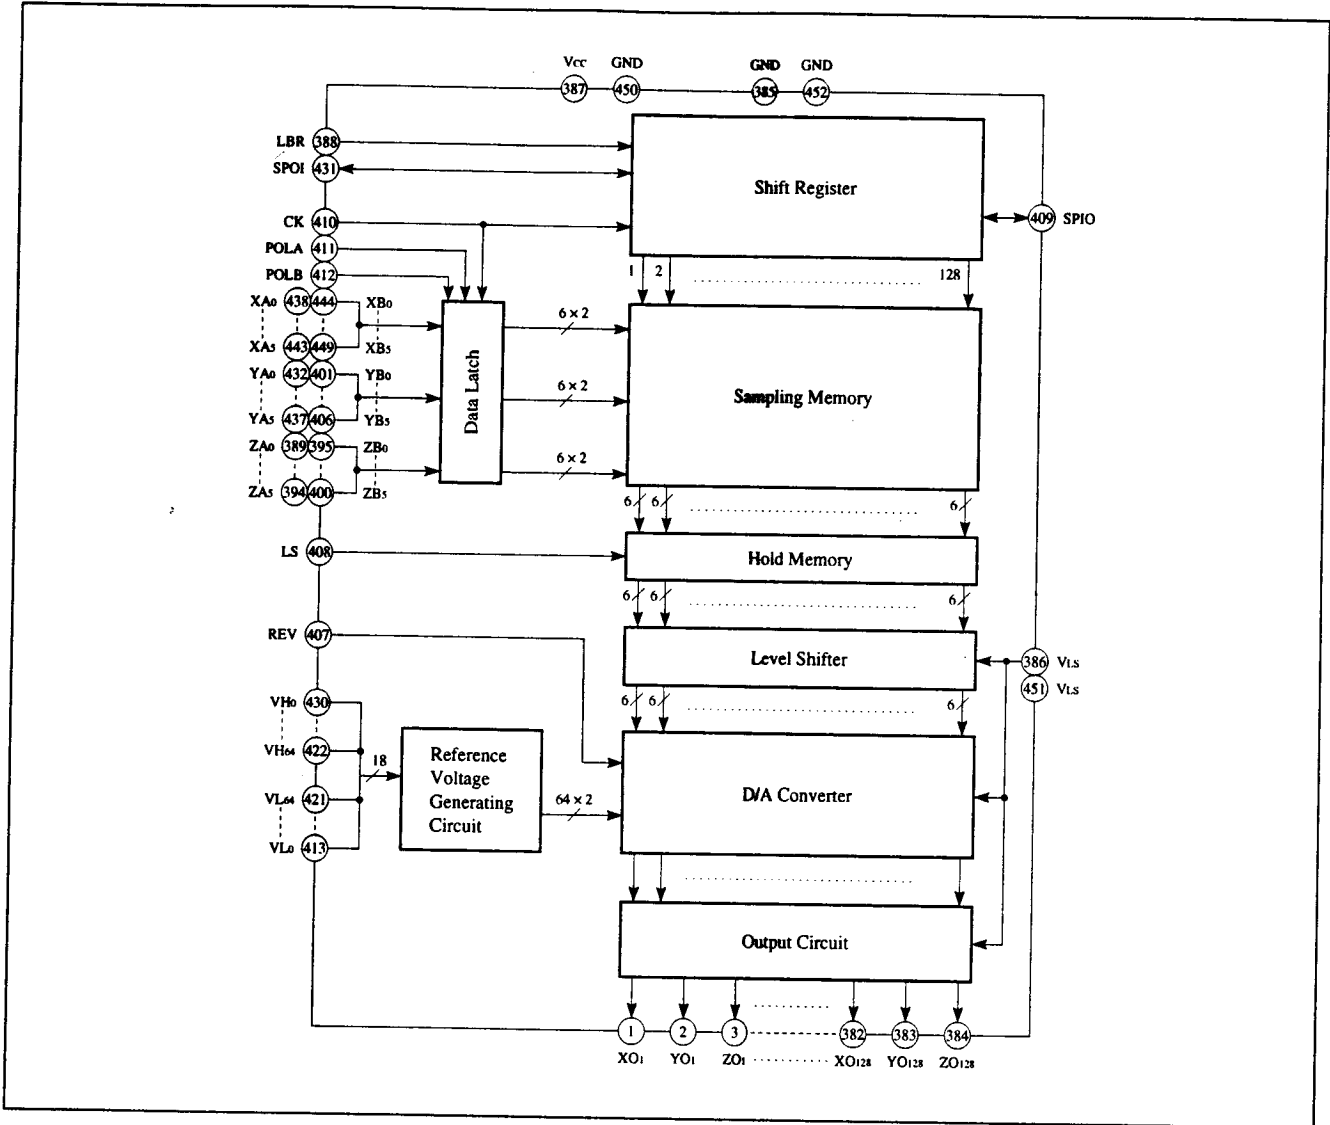 Vcc GND GND GND
387 450 385 452
LBR 388
SPOI 431
Shift Register
409 SPIO
CK 410
POLA 411
POLB 412
1 2 128
XA0 438 444 XB0
XA5 443 449 XB5
YA0 432 401 YB0
YA5 437 406 YB5
ZA0 389 395 ZB0
ZA5 394 400 ZB5
Data Latch
6 × 2
6 × 2
6 × 2
Sampling Memory
6 6 6
LS 408
Hold Memory
6 6 6
REV 407
Level Shifter
386 VLS
451 VLS
6 6 6
VH0 430
VH64 422
VL64 421
VL0 413
18
Reference
Voltage
Generating
Circuit
64 × 2
D/A Converter
Output Circuit
1 2 3 382 383 384
XO1 YO1 ZO1 XO128 YO128 ZO128